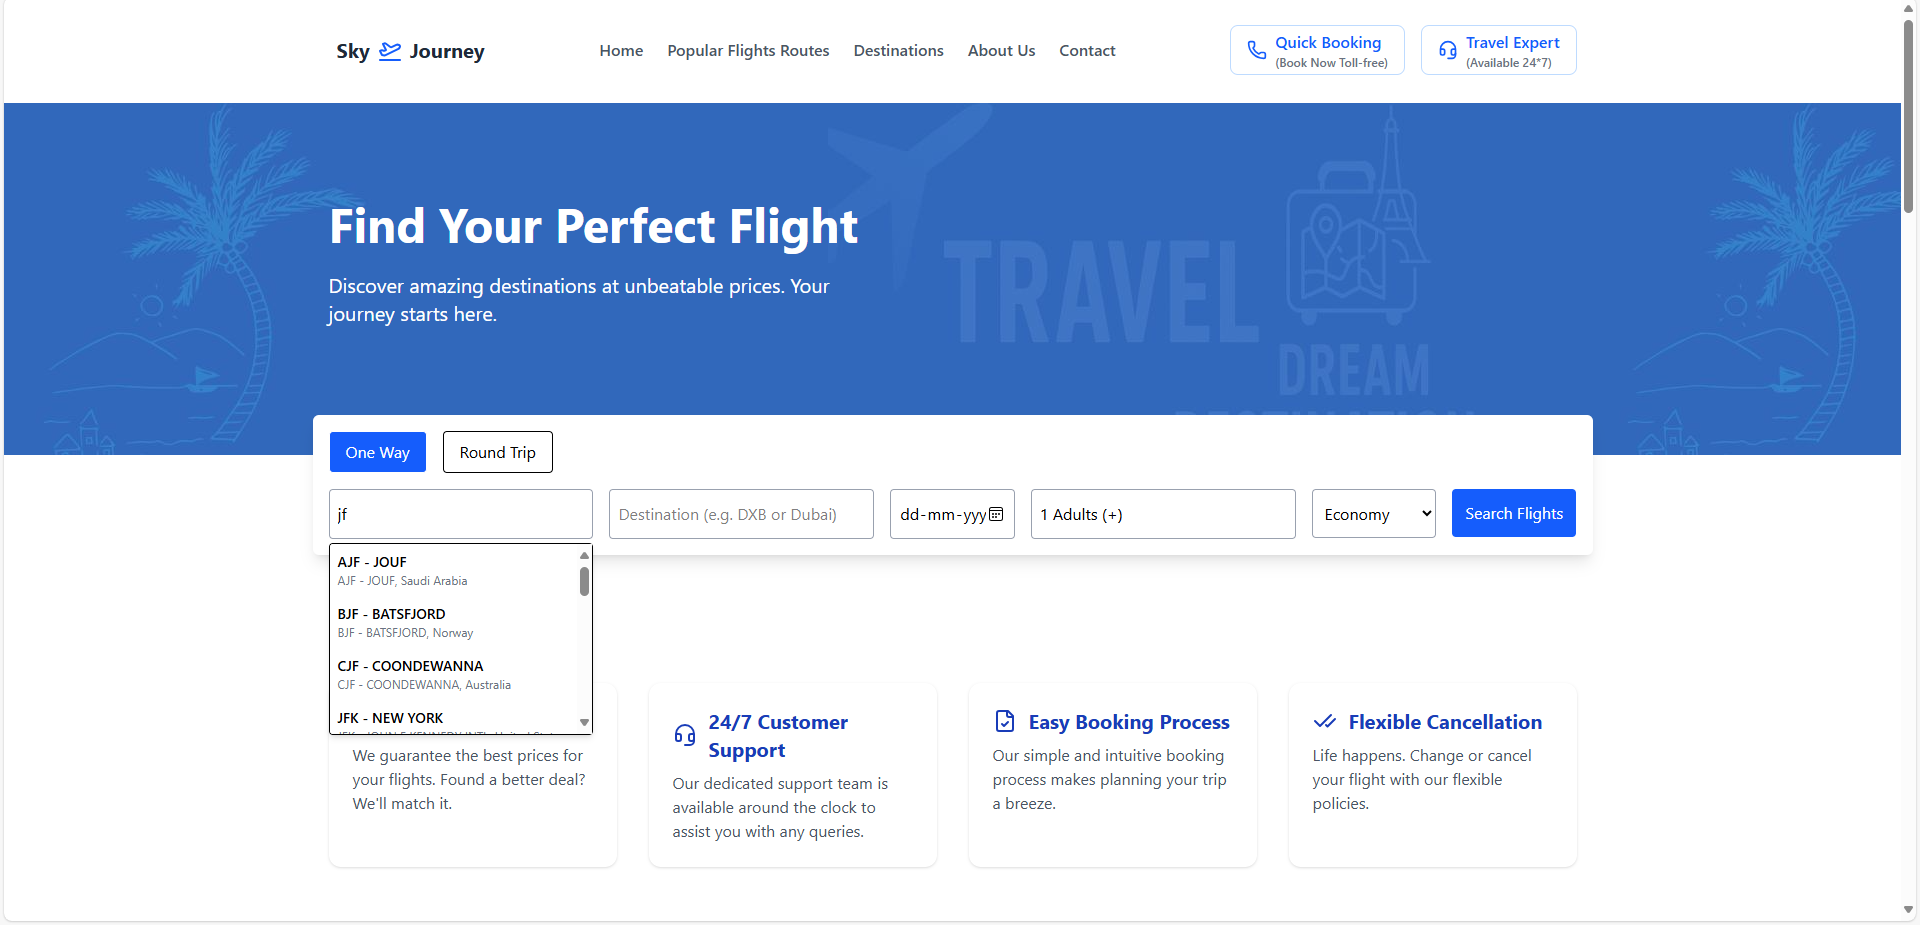 Sky Journey
Home Popular Flights Routes Destinations About Us Contact
Quick Booking
(Book Now Toll-free)
Travel Expert
(Available 24*7)
Find Your Perfect Flight
Discover amazing destinations at unbeatable prices. Your
journey starts here.
TRAVEL
DREAM
One Way
Round Trip
jf
Destination (e.g. DXB or Dubai)
dd-mm-yyy
1 Adults (+)
Economy
Search Flights
AJF - JOUF
AJF - JOUF, Saudi Arabia
BJF - BATSFJORD
BJF - BATSFJORD, Norway
CJF - COONDEWANNA
CJF - COONDEWANNA, Australia
JFK - NEW YORK
We guarantee the best prices for
your flights. Found a better deal?
We'll match it.
24/7 Customer
Support
Our dedicated support team is
available around the clock to
assist you with any queries.
Easy Booking Process
Our simple and intuitive booking
process makes planning your trip
a breeze.
Flexible Cancellation
Life happens. Change or cancel
your flight with our flexible
policies.